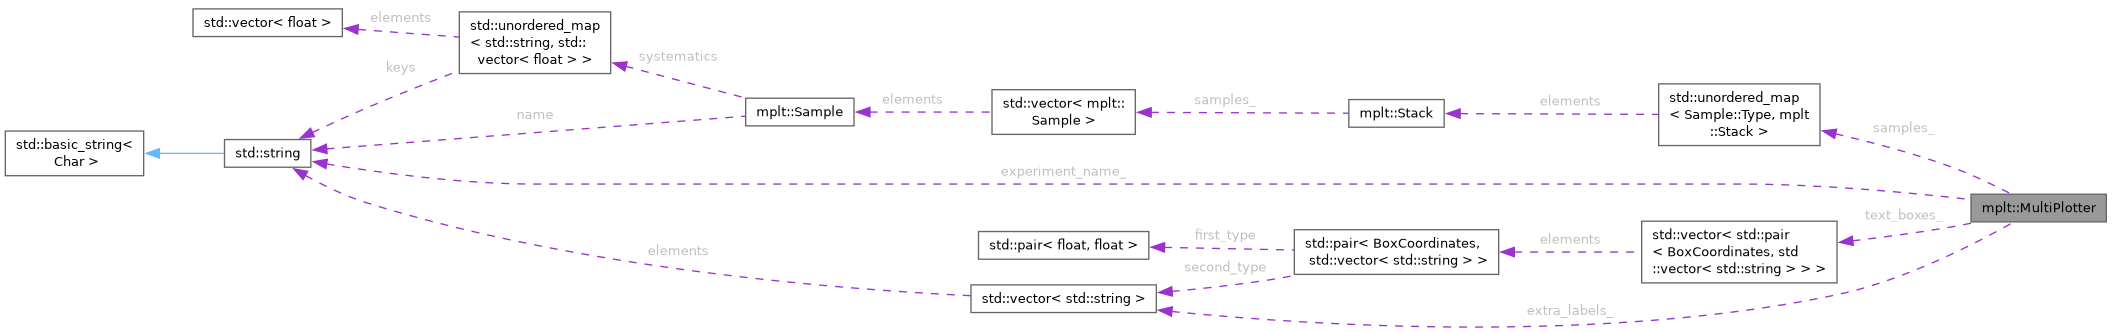 std::vector< float >
elements
std::unordered_map
< std::string, std::
vector< float > >
systematics
keys
mplt::Sample
elements
std::vector< mplt::
Sample >
samples_
mplt::Stack
elements
std::unordered_map
< Sample::Type, mplt
::Stack >
samples_
name
std::basic_string<
Char >
std::string
experiment_name_
mplt::MultiPlotter
text_boxes_
std::pair< float, float >
first_type
std::pair< BoxCoordinates,
std::vector< std::string > >
elements
std::vector< std::pair
< BoxCoordinates, std
::vector< std::string > > >
second_type
elements
std::vector< std::string >
extra_labels_